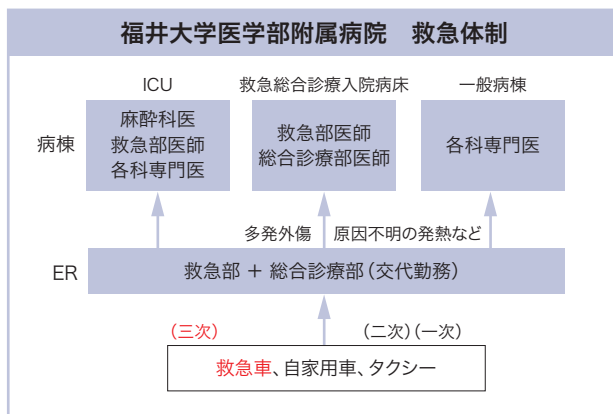 福井大学医学部附属病院　救急体制
ICU
救急総合診療入院病床
一般病棟
病棟
麻酔科医
救急部医師
各科専門医
救急部医師
総合診療部医師
各科専門医
多発外傷
原因不明の発熱など
ER
救急部 ＋ 総合診療部（交代勤務）
（三次）
（二次）（一次）
救急車、自家用車、タクシー